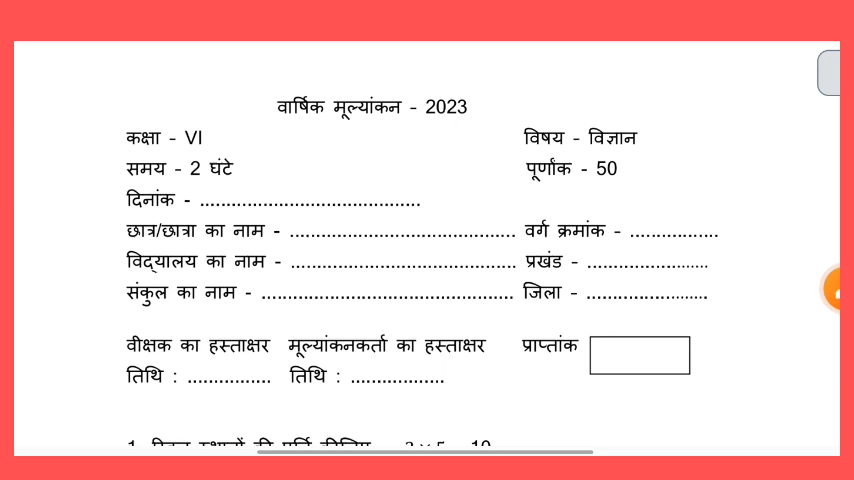 वार्षिक मूल्यांकन - 2023
कक्षा - VI विषय - विज्ञान
समय - 2 घंटे पूर्णांक - 50
दिनांक - ..........................................
छात्र/छात्रा का नाम - ........................................... वर्ग क्रमांक - .................
विद्यालय का नाम - ........................................... प्रखंड - .......................
संकुल का नाम - ................................................ जिला - .......................
वीक्षक का हस्ताक्षर मूल्यांकनकर्ता का हस्ताक्षर प्राप्तांक
तिथि : ................ तिथि : ..................